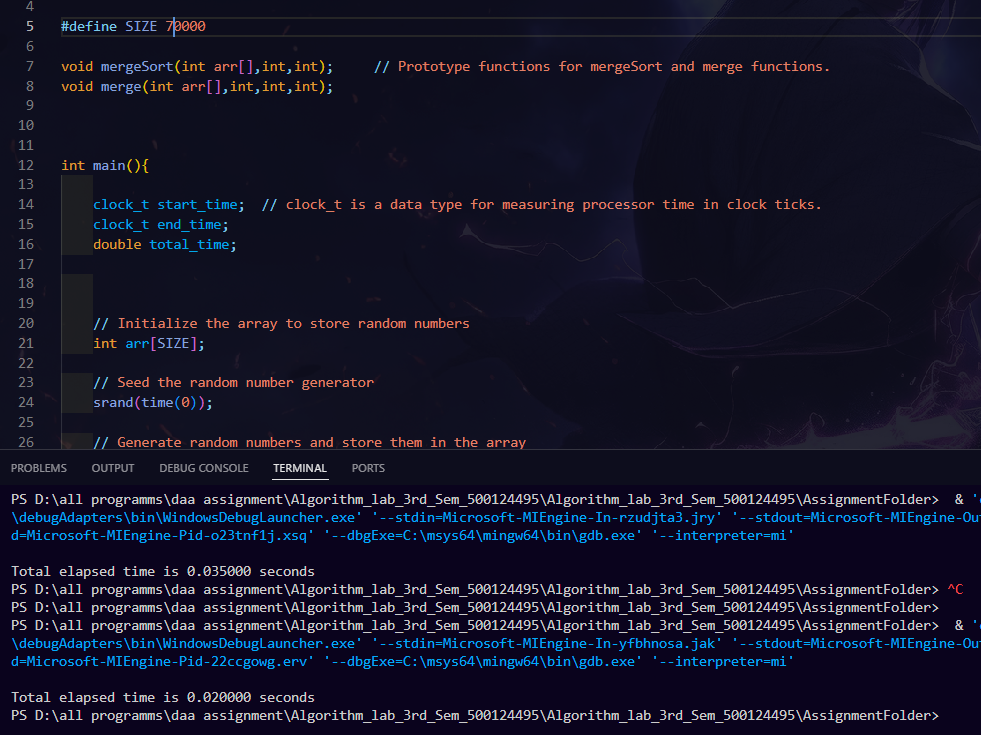 4
5 #define SIZE 70000
6
7 void mergeSort(int arr[],int,int);     // Prototype functions for mergeSort and merge functions.
8 void merge(int arr[],int,int,int);
9
10
11
12 int main(){
13
14     clock_t start_time;  // clock_t is a data type for measuring processor time in clock ticks.
15     clock_t end_time;
16     double total_time;
17
18
19
20     // Initialize the array to store random numbers
21     int arr[SIZE];
22
23     // Seed the random number generator
24     srand(time(0));
25
26     // Generate random numbers and store them in the array
PROBLEMS OUTPUT DEBUG CONSOLE TERMINAL PORTS
PS D:\all programms\daa assignment\Algorithm_lab_3rd_Sem_500124495\Algorithm_lab_3rd_Sem_500124495\AssignmentFolder>  & '
\debugAdapters\bin\WindowsDebugLauncher.exe' '--stdin=Microsoft-MIEngine-In-rzudjta3.jry' '--stdout=Microsoft-MIEngine-Ou
d=Microsoft-MIEngine-Pid-o23tnf1j.xsq' '--dbgExe=C:\msys64\mingw64\bin\gdb.exe' '--interpreter=mi'
Total elapsed time is 0.035000 seconds
PS D:\all programms\daa assignment\Algorithm_lab_3rd_Sem_500124495\Algorithm_lab_3rd_Sem_500124495\AssignmentFolder> ^C
PS D:\all programms\daa assignment\Algorithm_lab_3rd_Sem_500124495\Algorithm_lab_3rd_Sem_500124495\AssignmentFolder>
PS D:\all programms\daa assignment\Algorithm_lab_3rd_Sem_500124495\Algorithm_lab_3rd_Sem_500124495\AssignmentFolder>  & '
\debugAdapters\bin\WindowsDebugLauncher.exe' '--stdin=Microsoft-MIEngine-In-yfbhnosa.jak' '--stdout=Microsoft-MIEngine-Ou
d=Microsoft-MIEngine-Pid-22ccgowg.erv' '--dbgExe=C:\msys64\mingw64\bin\gdb.exe' '--interpreter=mi'
Total elapsed time is 0.020000 seconds
PS D:\all programms\daa assignment\Algorithm_lab_3rd_Sem_500124495\Algorithm_lab_3rd_Sem_500124495\AssignmentFolder>